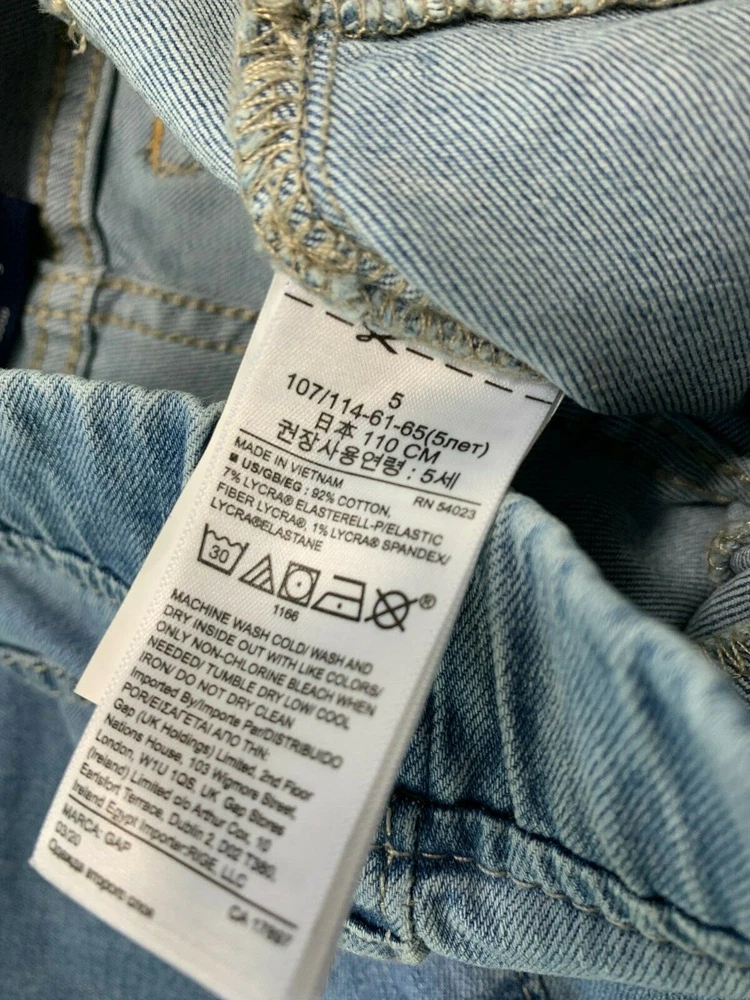 5
107/114-61-65(5лет)
日本 110 CM
권장사용연령 : 5세
MADE IN VIETNAM RN 54023
■ US/GB/EG : 92% COTTON,
7% LYCRA® ELASTERELL-P/ELASTIC
FIBER LYCRA®, 1% LYCRA® SPANDEX/
LYCRA®ELASTANE
30
®
1166
MACHINE WASH COLD/ WASH AND
DRY INSIDE OUT WITH LIKE COLORS/
ONLY NON-CHLORINE BLEACH WHEN
NEEDED/ TUMBLE DRY LOW/ COOL
IRON/ DO NOT DRY CLEAN
Imported By/Importe Par/DISTRIBUIDO
POR/ΕΙΣΑΓΕΤΑΙ ΑΠΟ ΤΗΝ:
Gap (UK Holdings) Limited, 2nd Floor
Nations House, 103 Wigmore Street,
London, W1U 1QS, UK Gap Stores
(Ireland) Limited c/o Arthur Cox, 10
Earlsfort Terrace, Dublin 2, D02 T380,
Ireland Egypt Importer:RIGE, LLC
MARCA: GAP
03/20 CA 17897
Одежда второго слоя